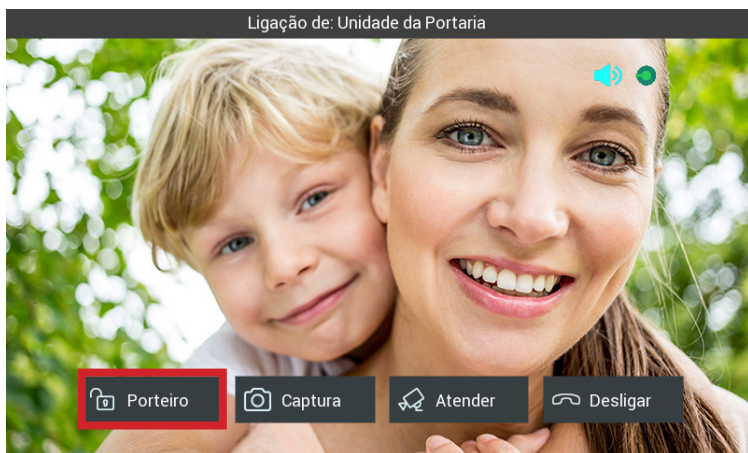 Ligação de: Unidade da Portaria
Porteiro
Captura
Atender
Desligar